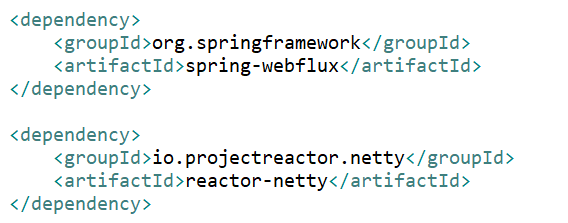 <dependency>
    <groupId>org.springframework</groupId>
    <artifactId>spring-webflux</artifactId>
</dependency>

<dependency>
    <groupId>io.projectreactor.netty</groupId>
    <artifactId>reactor-netty</artifactId>
</dependency>